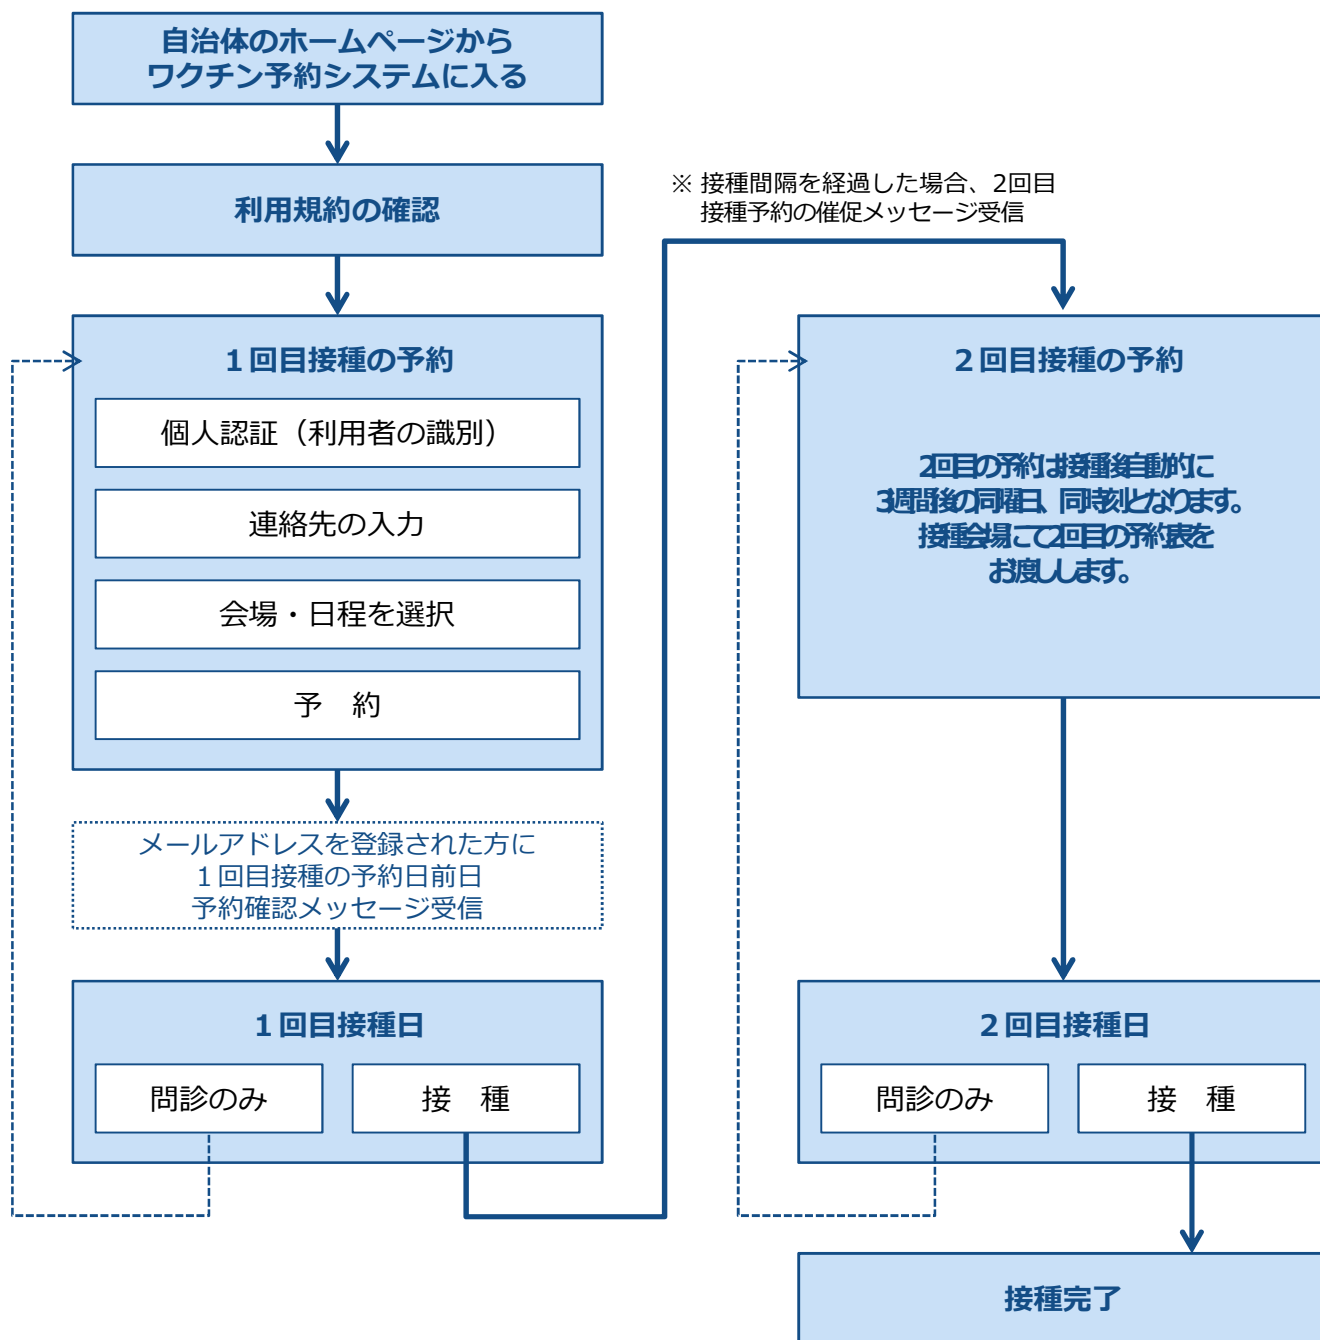 自治体のホームページから
ワクチン予約システムに入る
利用規約の確認
１回目接種の予約
個人認証（利用者の識別）
連絡先の入力
会場・日程を選択
予　約
メールアドレスを登録された方に
１回目接種の予約日前日
予約確認メッセージ受信
１回目接種日
問診のみ
接　種
※ 接種間隔を経過した場合、2回目
接種予約の催促メッセージ受信
２回目接種の予約
2回目の予約は接種後自動的に
3週間後の同曜日、同時刻となります。
接種会場にて2回目の予約表を
お渡しします。
２回目接種日
問診のみ
接　種
接種完了